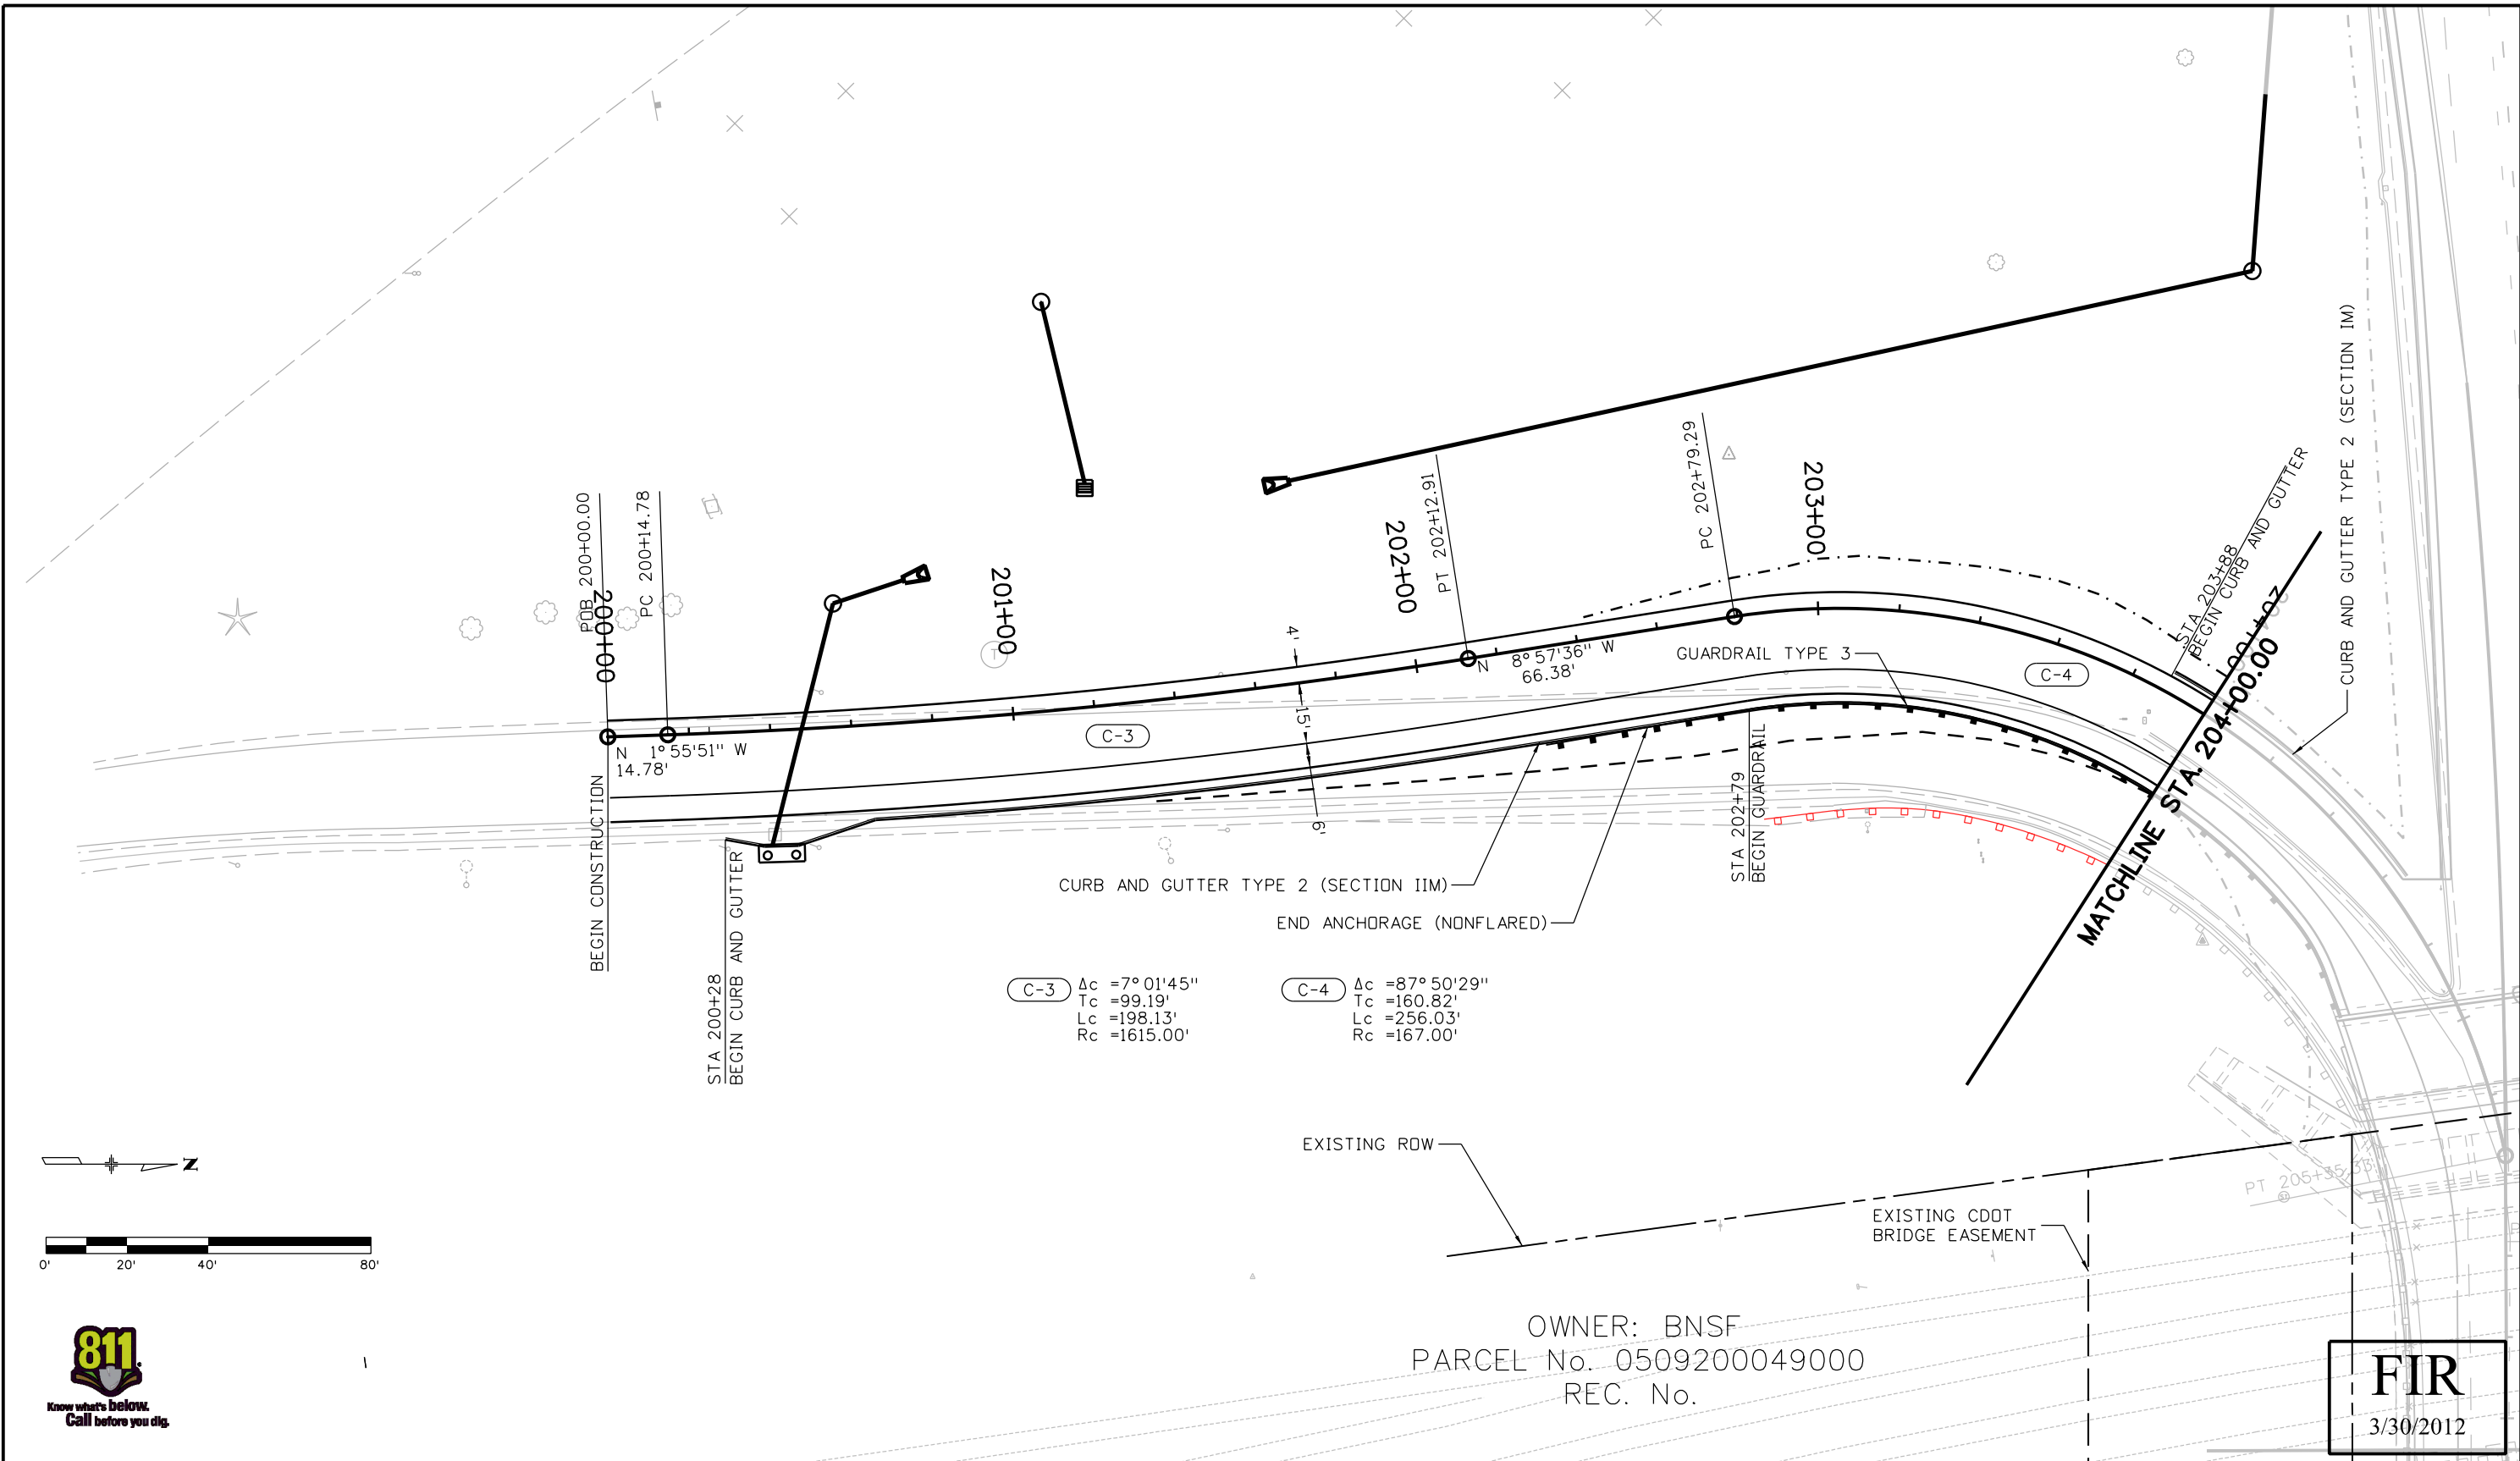 CURB AND GUTTER TYPE 2 (SECTION IM)
POB 200+00.00
200+00
PC 200+14.78
201+00
202+00
PT 202+12.91
PC 202+79.29
203+00
STA 203+88
BEGIN CURB AND GUTTER
204+00
MATCHLINE STA. 204+00.00
4'
15'
6'
T
N 8°57'36" W
66.38'
GUARDRAIL TYPE 3
C-4
C-3
N 1°55'51" W
14.78'
BEGIN CONSTRUCTION
STA 200+28
BEGIN CURB AND GUTTER
STA 202+79
BEGIN GUARDRAIL
CURB AND GUTTER TYPE 2 (SECTION IIM)
END ANCHORAGE (NONFLARED)
C-3
Δc =7°01'45"
Tc =99.19'
Lc =198.13'
Rc =1615.00'
C-4
Δc =87°50'29"
Tc =160.82'
Lc =256.03'
Rc =167.00'
EXISTING ROW
EXISTING CDOT
BRIDGE EASEMENT
PT 205+35.33
N
0' 20' 40' 80'
811
Know what's below.
Call before you dig.
OWNER: BNSF
PARCEL No. 0509200049000
REC. No.
FIR
3/30/2012